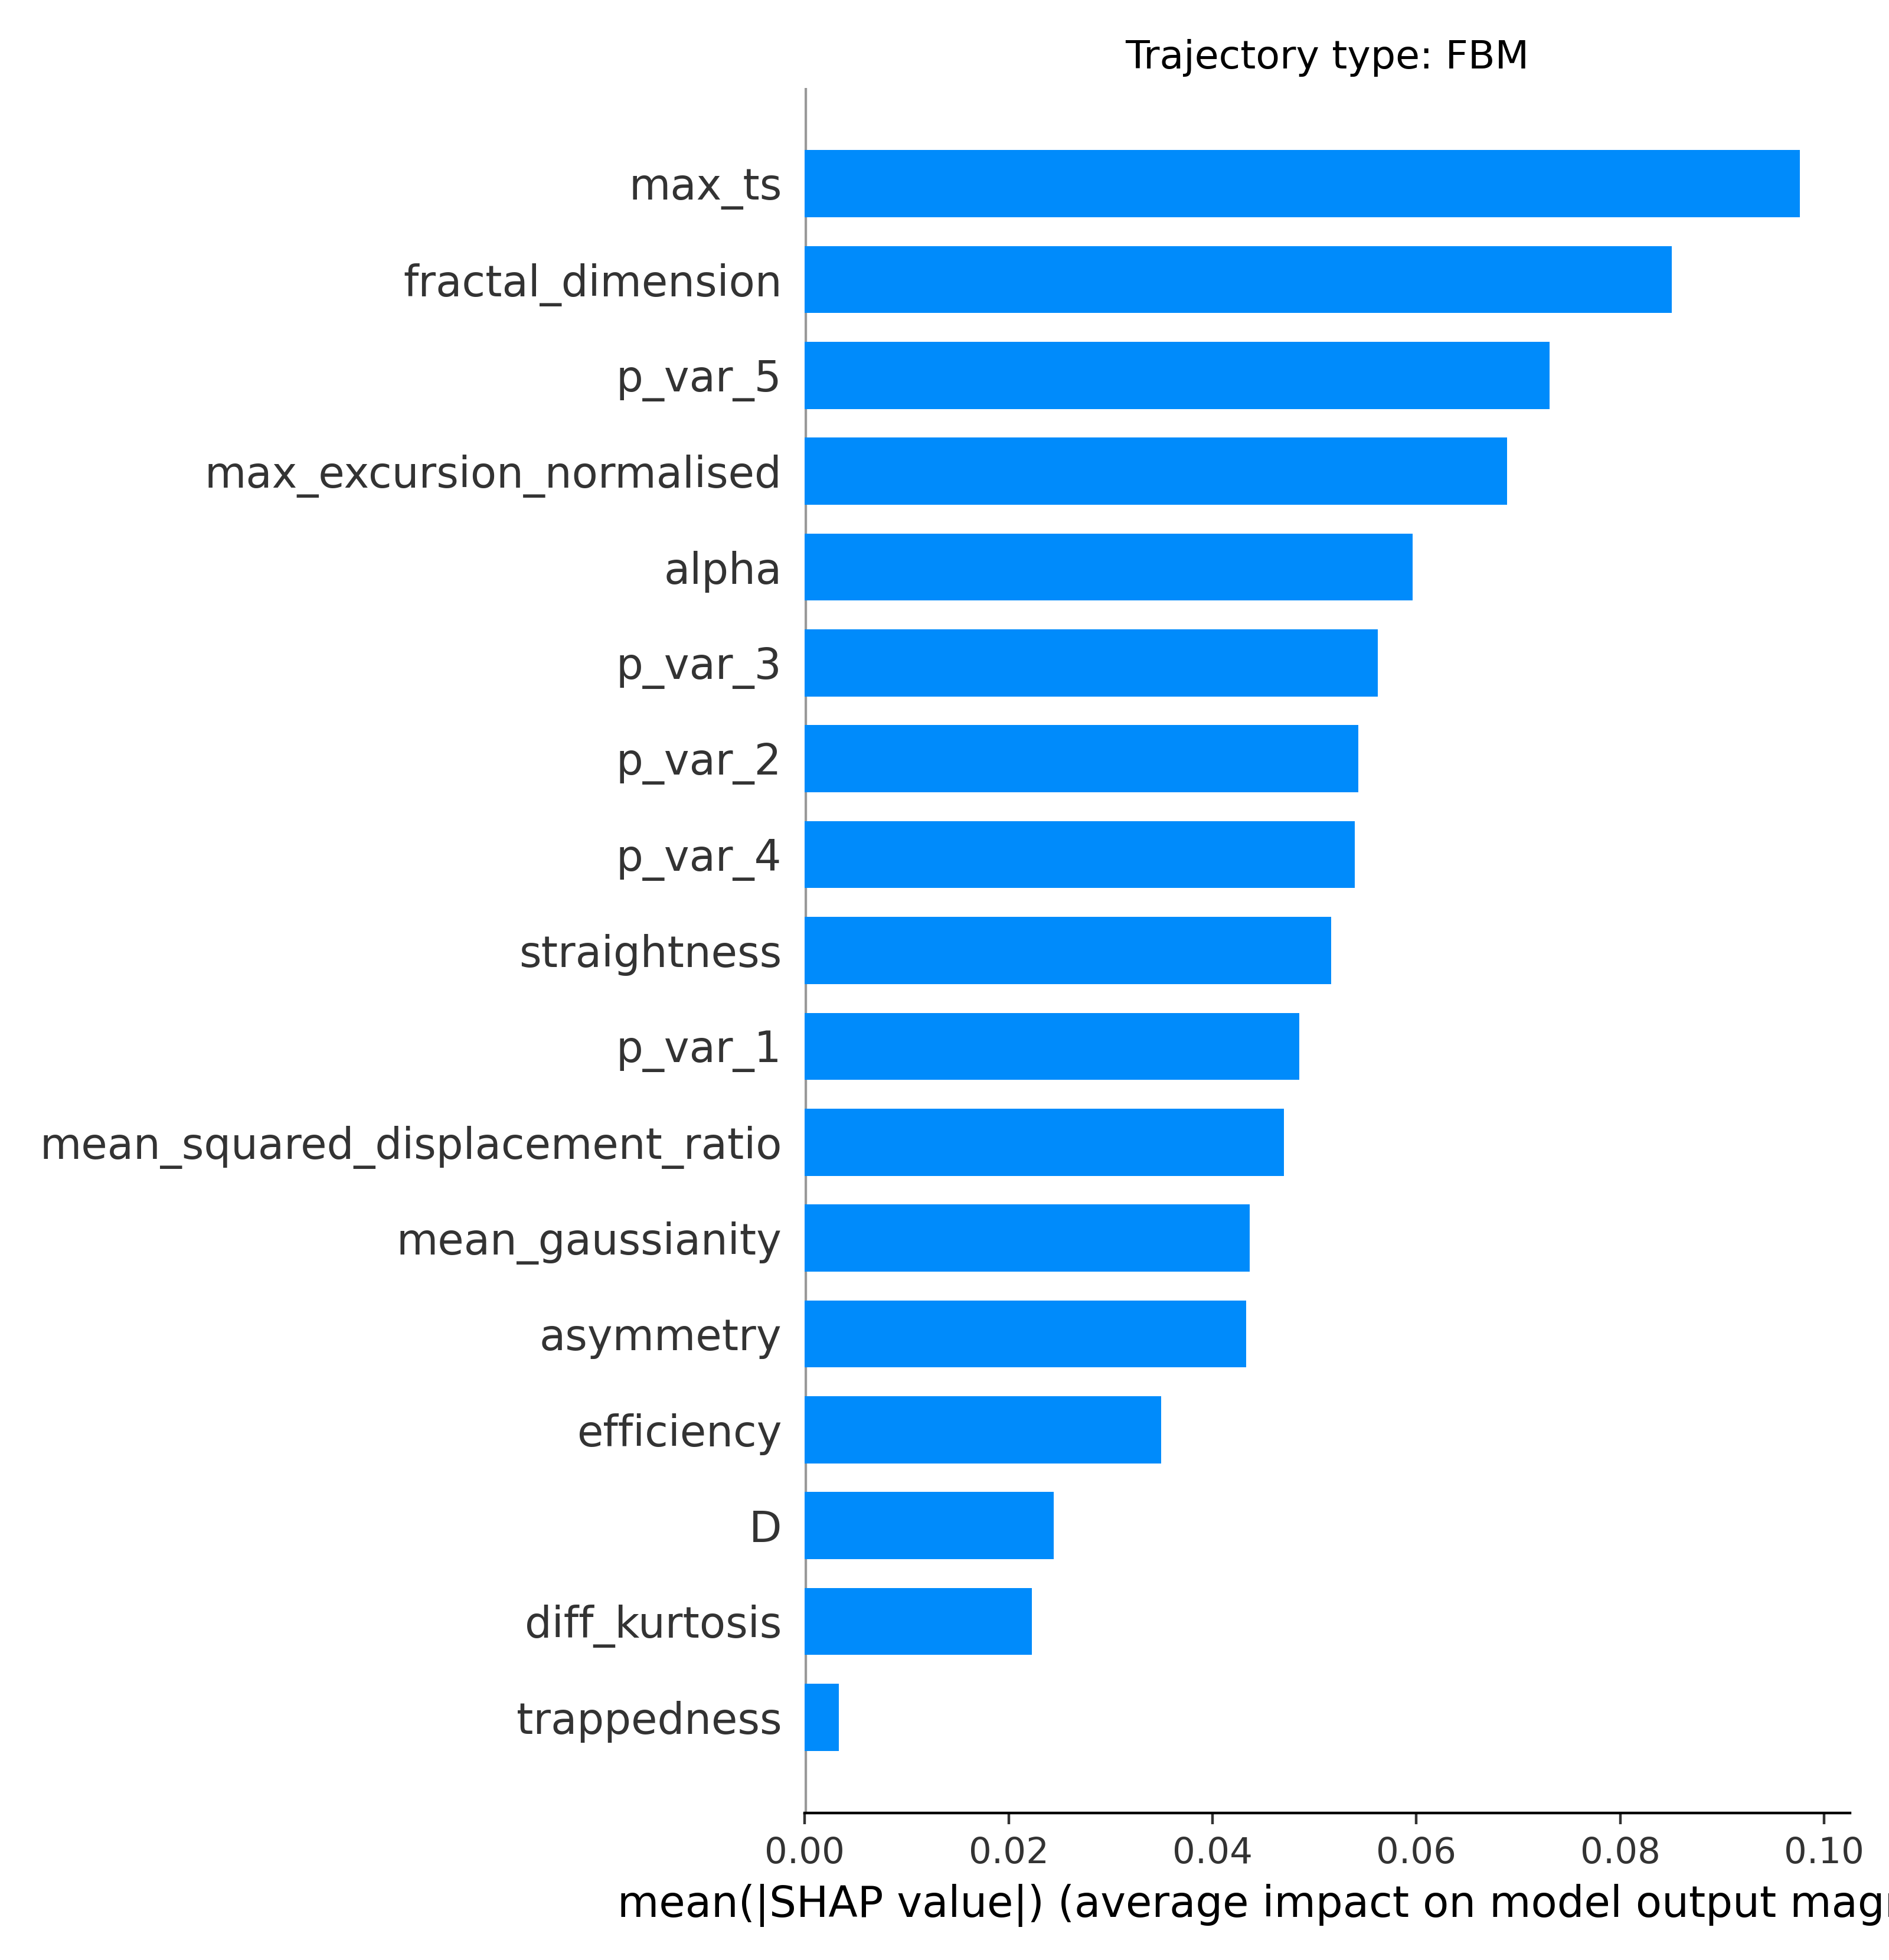 Trajectory type: FBM
max_ts
fractal_dimension
p_var_5
max_excursion_normalised
alpha
p_var_3
p_var_2
p_var_4
straightness
p_var_1
mean_squared_displacement_ratio
mean_gaussianity
asymmetry
efficiency
D
diff_kurtosis
trappedness
0.00 0.02 0.04 0.06 0.08 0.10
mean(|SHAP value|) (average impact on model output